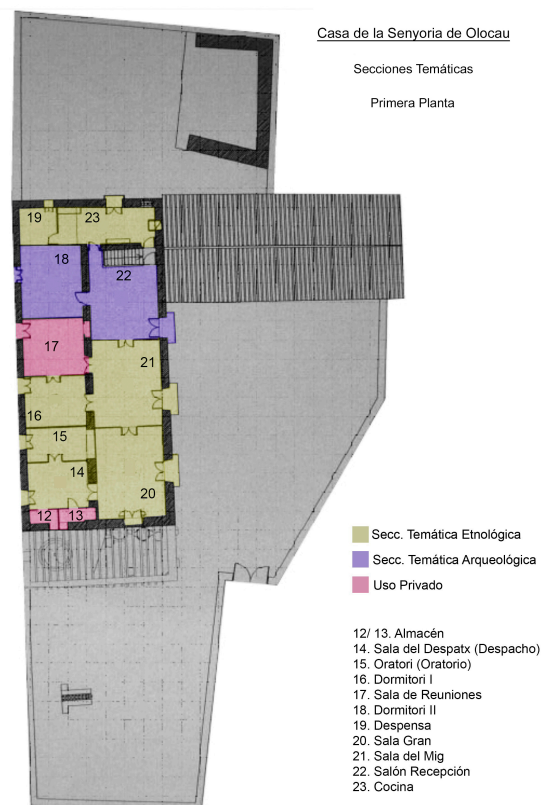 Casa de la Senyoria de Olocau
Secciones Temáticas
Primera Planta
19
23
18
22
17
21
16
15
14
20
12
13
Secc. Temática Etnológica
Secc. Temática Arqueológica
Uso Privado
12/ 13. Almacén
14. Sala del Despatx (Despacho)
15. Oratori (Oratorio)
16. Dormitori I
17. Sala de Reuniones
18. Dormitori II
19. Despensa
20. Sala Gran
21. Sala del Mig
22. Salón Recepción
23. Cocina